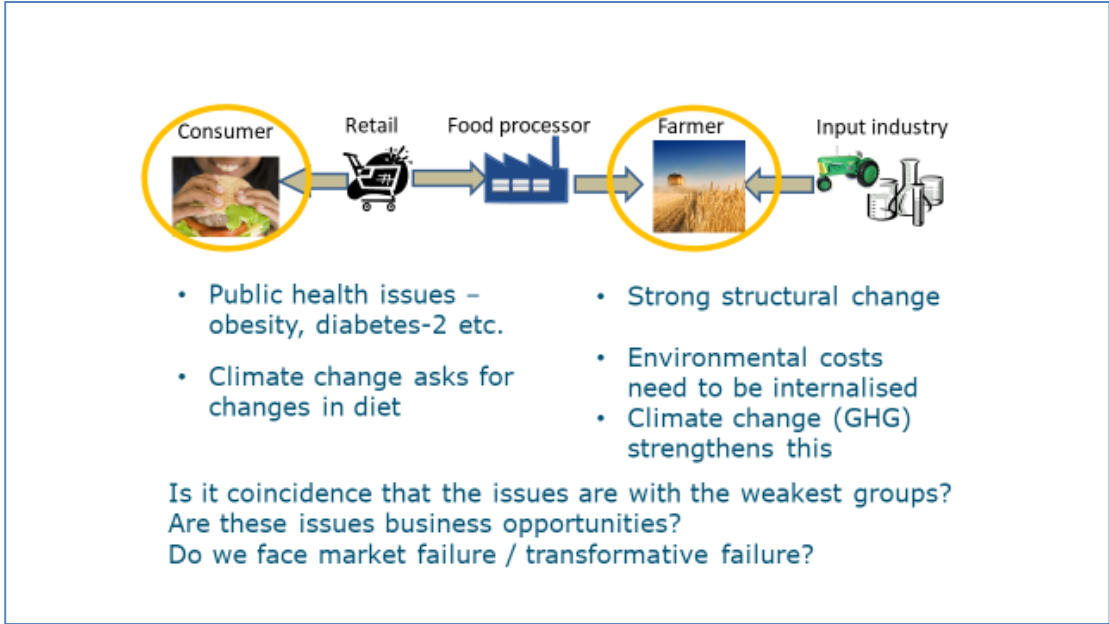 Consumer
Retail
Food processor
Farmer
Input industry
• Public health issues –
obesity, diabetes-2 etc.
• Climate change asks for
changes in diet
• Strong structural change
• Environmental costs
need to be internalised
• Climate change (GHG)
strengthens this
Is it coincidence that the issues are with the weakest groups?
Are these issues business opportunities?
Do we face market failure / transformative failure?